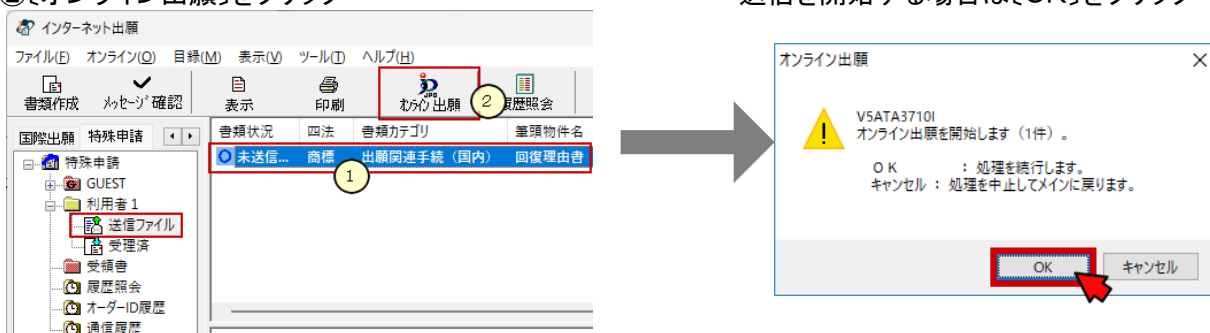 ②[オンライン出願]をクリック
インターネット出願
ファイル(F) オンライン(O) 目録(M) 表示(V) ツール(T) ヘルプ(H)
書類作成 メッセージ確認 表示 印刷 オンライン出願 2 履歴照会
国際出願 特殊申請
書類状況 四法 書類カテゴリ 筆頭物件名
未送信... 商標 出願関連手続(国内) 回復理由書
1
特殊申請
GUEST
利用者1
送信ファイル
受理済
受領書
履歴照会
オーダーID履歴
通信履歴
送信を開始する場合は[OK]をクリック
オンライン出願
V5ATA3710I
オンライン出願を開始します(1件)。
OK : 処理を続行します。
キャンセル : 処理を中止してメインに戻ります。
OK キャンセル